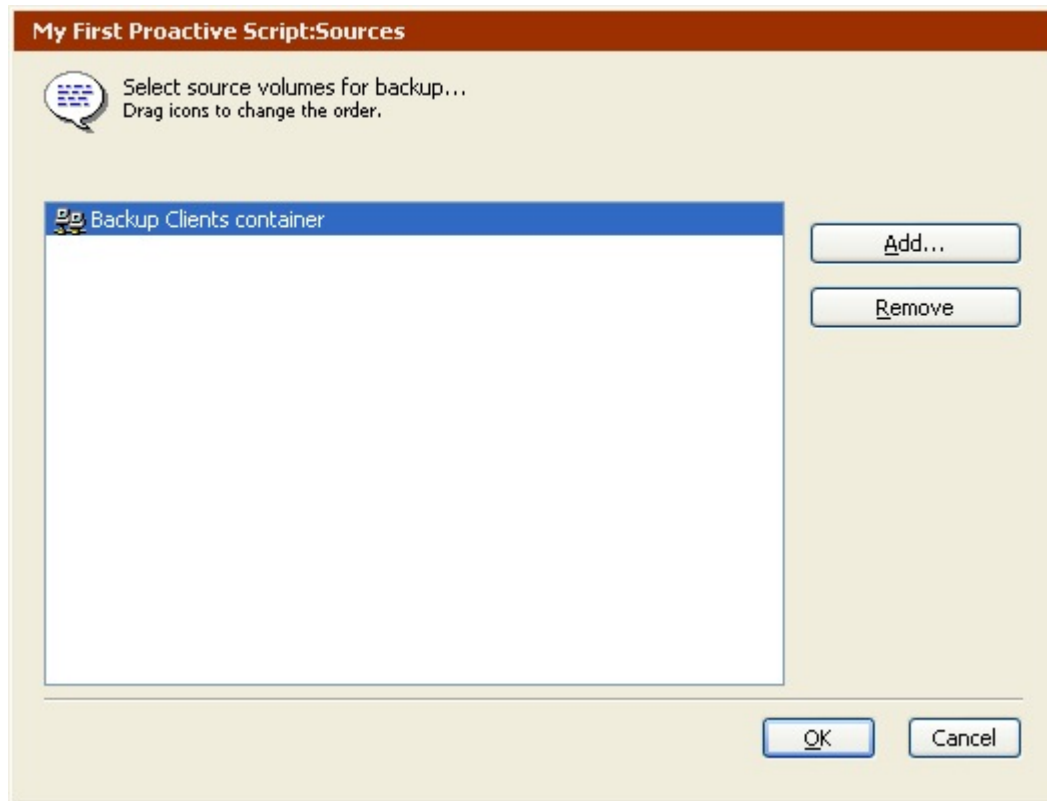 My First Proactive Script:Sources
Select source volumes for backup...
Drag icons to change the order.
Backup Clients container
Add...
Remove
OK
Cancel